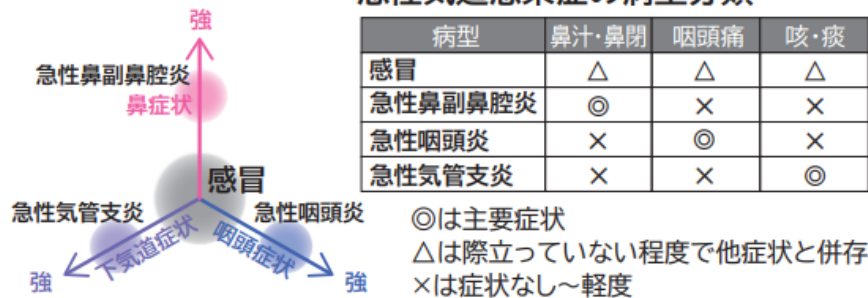 強
急性鼻副鼻腔炎
鼻症状
感冒
急性気管支炎
急性咽頭炎
下気道症状
咽頭症状
強
強
病型 鼻汁・鼻閉 咽頭痛 咳・痰
感冒 △ △ △
急性鼻副鼻腔炎 ◎ × ×
急性咽頭炎 × ◎ ×
急性気管支炎 × × ◎
◎は主要症状
△は際立っていない程度で他症状と併存
×は症状なし～軽度